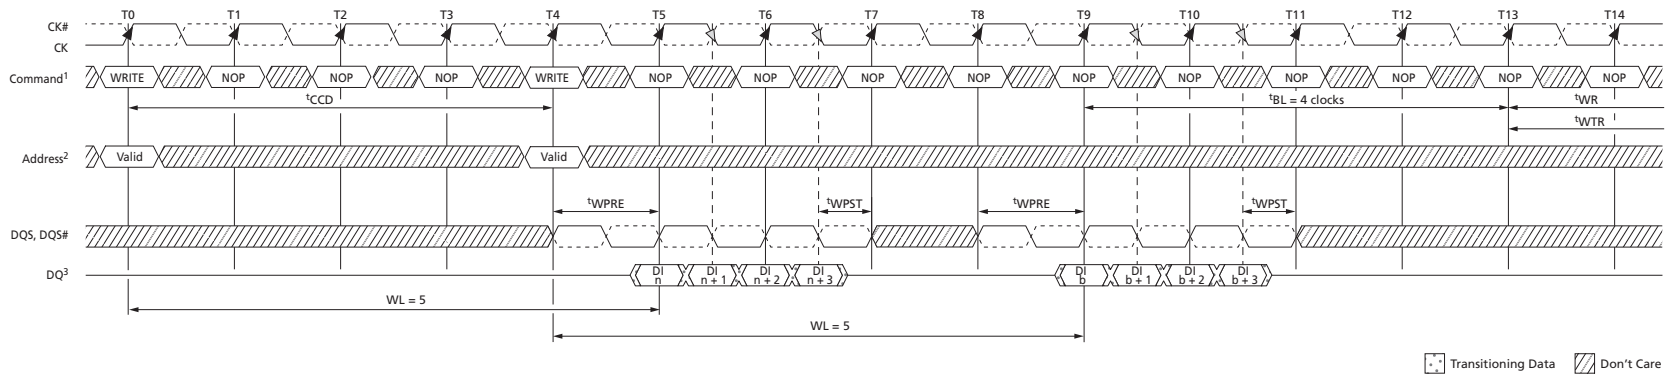 T0 T1 T2 T3 T4 T5 T6 T7 T8 T9 T10 T11 T12 T13 T14
CK#
CK
Command1 WRITE NOP NOP NOP WRITE NOP NOP NOP NOP NOP NOP NOP NOP NOP NOP
tCCD tBL = 4 clocks tWR
tWTR
Address2 Valid Valid
tWPRE tWPST tWPRE tWPST
DQS, DQS#
DQ3 DI n DI n + 1 DI n + 2 DI n + 3 DI b DI b + 1 DI b + 2 DI b + 3
WL = 5
WL = 5
Transitioning Data Don't Care